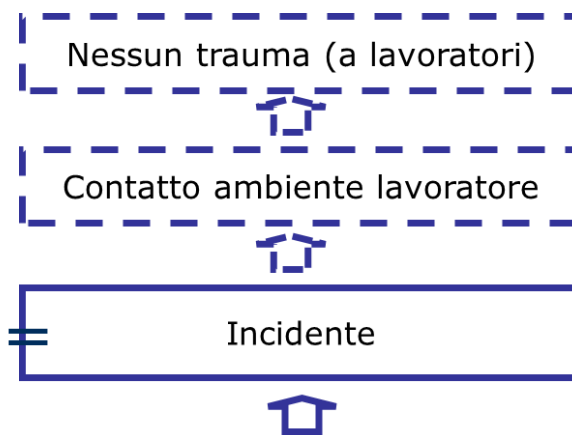 Nessun trauma (a lavoratori)
Contatto ambiente lavoratore
Incidente